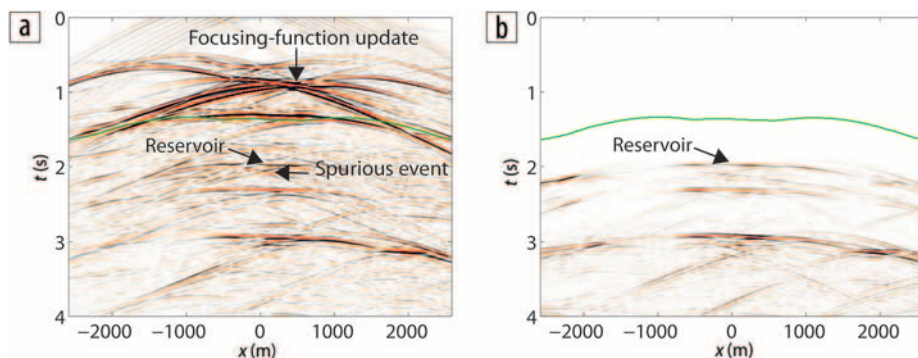 a
0
Focusing-function update
1
t (s)
Reservoir
2
Spurious event
3
4
−2000 −1000 0 1000 2000
x (m)
b
0
1
t (s)
Reservoir
2
3
4
−2000 −1000 0 1000 2000
x (m)